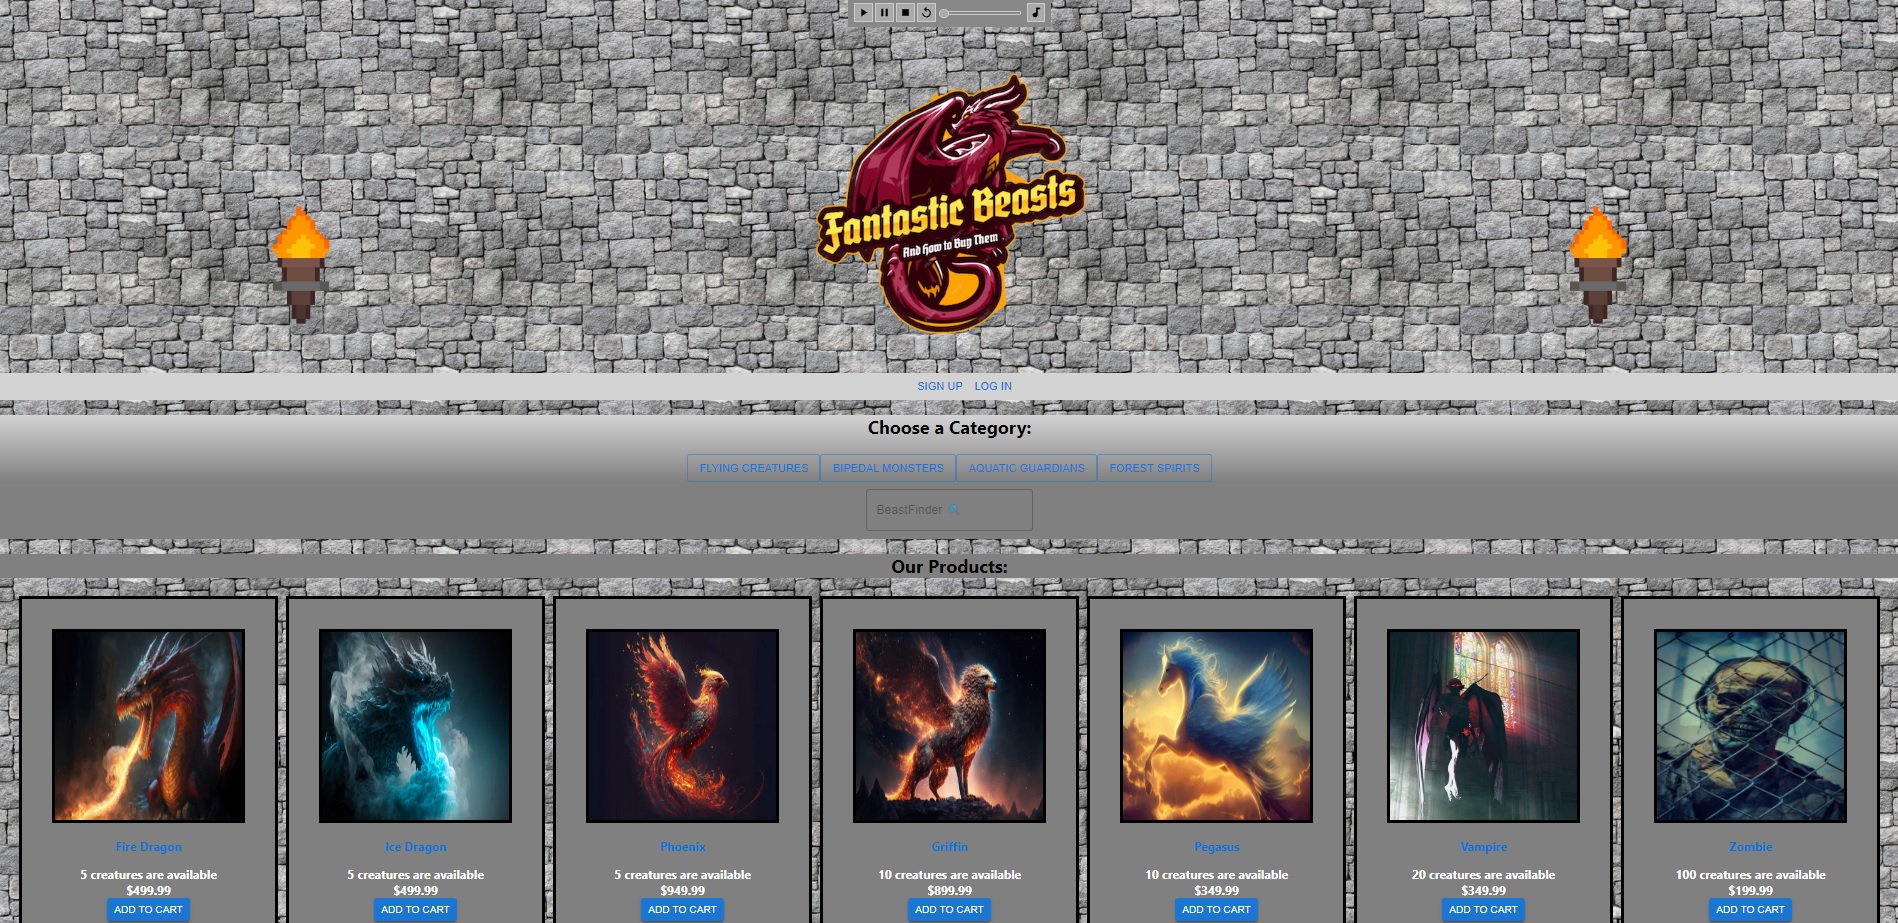 Fantastic Beasts
And How to Buy Them
SIGN UP LOG IN
Choose a Category:
FLYING CREATURES BIPEDAL MONSTERS AQUATIC GUARDIANS FOREST SPIRITS
BeastFinder 🔍
Our Products:
Fire Dragon Ice Dragon Phoenix Griffin Pegasus Vampire Zombie
5 creatures are available 5 creatures are available 5 creatures are available 10 creatures are available 10 creatures are available 20 creatures are available 100 creatures are available
$499.99 $499.99 $949.99 $899.99 $349.99 $349.99 $199.99
ADD TO CART ADD TO CART ADD TO CART ADD TO CART ADD TO CART ADD TO CART ADD TO CART